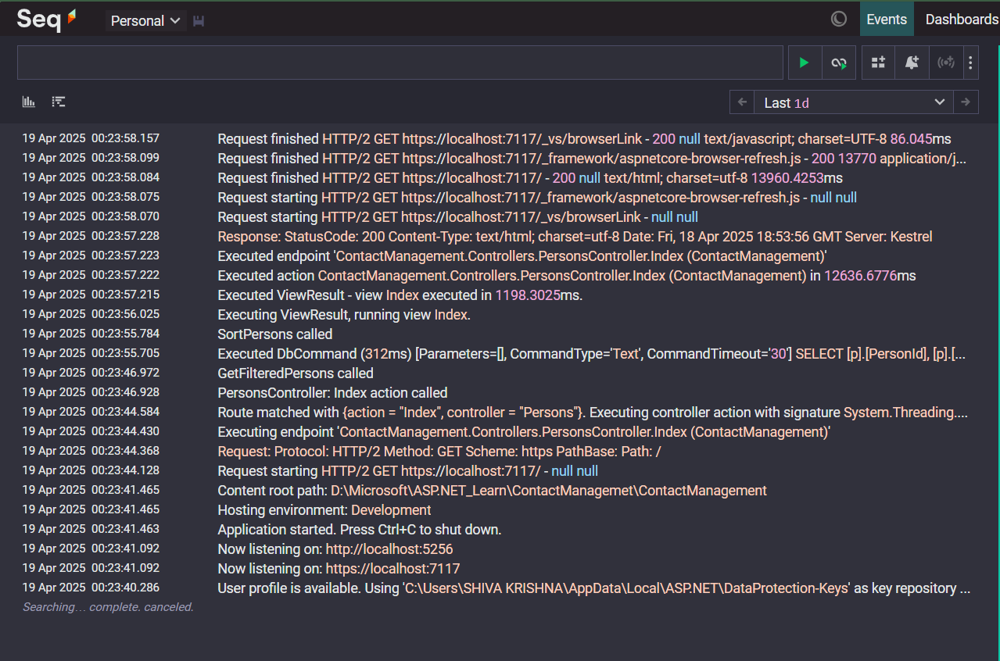 Seq Personal Events Dashboards
Last 1d
19 Apr 2025 00:23:58.157 Request finished HTTP/2 GET https://localhost:7117/_vs/browserLink - 200 null text/javascript; charset=UTF-8 86.045ms
19 Apr 2025 00:23:58.099 Request finished HTTP/2 GET https://localhost:7117/_framework/aspnetcore-browser-refresh.js - 200 13770 application/j...
19 Apr 2025 00:23:58.084 Request finished HTTP/2 GET https://localhost:7117/ - 200 null text/html; charset=utf-8 13960.4253ms
19 Apr 2025 00:23:58.075 Request starting HTTP/2 GET https://localhost:7117/_framework/aspnetcore-browser-refresh.js - null null
19 Apr 2025 00:23:58.070 Request starting HTTP/2 GET https://localhost:7117/_vs/browserLink - null null
19 Apr 2025 00:23:57.228 Response: StatusCode: 200 Content-Type: text/html; charset=utf-8 Date: Fri, 18 Apr 2025 18:53:56 GMT Server: Kestrel
19 Apr 2025 00:23:57.223 Executed endpoint 'ContactManagement.Controllers.PersonsController.Index (ContactManagement)'
19 Apr 2025 00:23:57.222 Executed action ContactManagement.Controllers.PersonsController.Index (ContactManagement) in 12636.6776ms
19 Apr 2025 00:23:57.215 Executed ViewResult - view Index executed in 1198.3025ms.
19 Apr 2025 00:23:56.025 Executing ViewResult, running view Index.
19 Apr 2025 00:23:55.784 SortPersons called
19 Apr 2025 00:23:55.705 Executed DbCommand (312ms) [Parameters=[], CommandType='Text', CommandTimeout='30'] SELECT [p].[PersonId], [p].[...
19 Apr 2025 00:23:46.972 GetFilteredPersons called
19 Apr 2025 00:23:46.928 PersonsController: Index action called
19 Apr 2025 00:23:44.584 Route matched with {action = "Index", controller = "Persons"}. Executing controller action with signature System.Threading....
19 Apr 2025 00:23:44.430 Executing endpoint 'ContactManagement.Controllers.PersonsController.Index (ContactManagement)'
19 Apr 2025 00:23:44.368 Request: Protocol: HTTP/2 Method: GET Scheme: https PathBase: Path: /
19 Apr 2025 00:23:44.128 Request starting HTTP/2 GET https://localhost:7117/ - null null
19 Apr 2025 00:23:41.465 Content root path: D:\Microsoft\ASP.NET_Learn\ContactManagemet\ContactManagement
19 Apr 2025 00:23:41.465 Hosting environment: Development
19 Apr 2025 00:23:41.463 Application started. Press Ctrl+C to shut down.
19 Apr 2025 00:23:41.092 Now listening on: http://localhost:5256
19 Apr 2025 00:23:41.092 Now listening on: https://localhost:7117
19 Apr 2025 00:23:40.286 User profile is available. Using 'C:\Users\SHIVA KRISHNA\AppData\Local\ASP.NET\DataProtection-Keys' as key repository ...
Searching... complete. canceled.